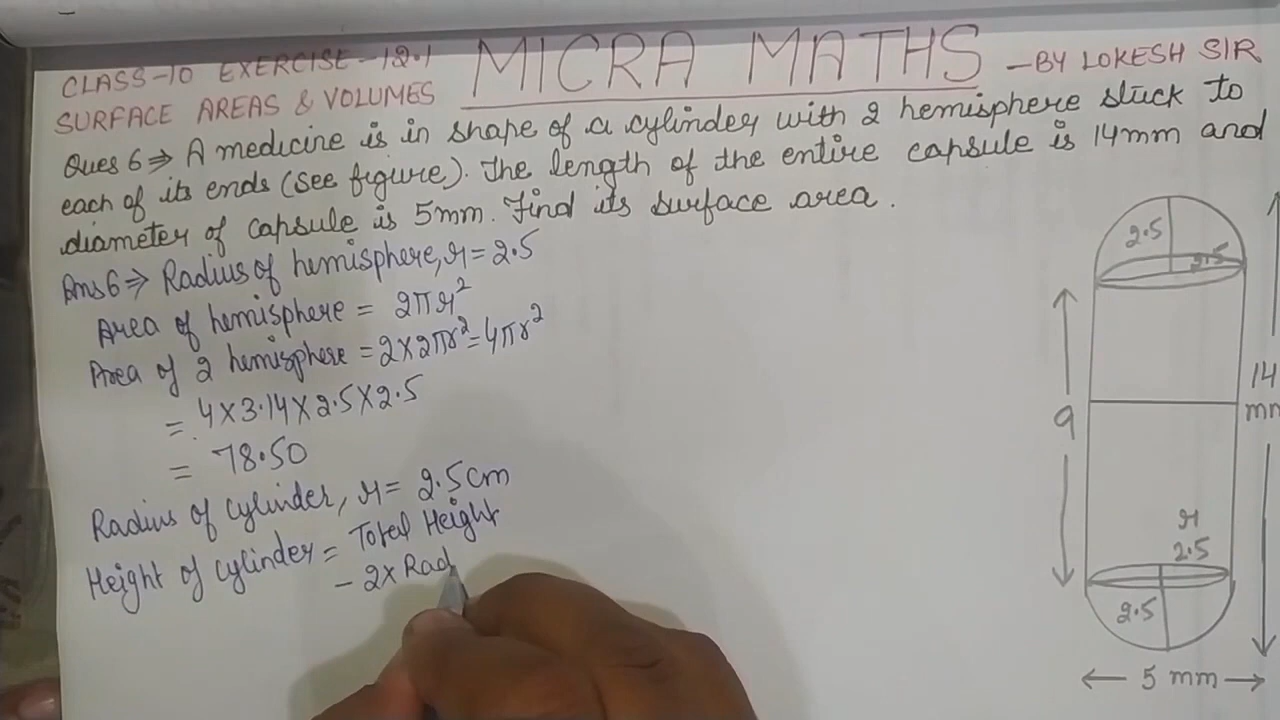 CLASS-10 EXERCISE-12.1 MICRA MATHS -BY LOKESH SIR
SURFACE AREAS & VOLUMES
Ques 6⇒ A medicine is in shape of a cylinder with 2 hemisphere stuck to
each of its ends (see figure). The length of the entire capsule is 14mm and
diameter of capsule is 5mm. Find its surface area.
Ans 6⇒ Radius of hemisphere, r = 2.5
Area of hemisphere = 2πr²
Area of 2 hemisphere = 2×2πr² = 4πr²
= 4×3.14×2.5×2.5
= 78.50
Radius of cylinder, r = 2.5cm
Height of cylinder = Total Height
- 2× Rad
2.5
2.5
9
14
mm
r
2.5
2.5
5 mm